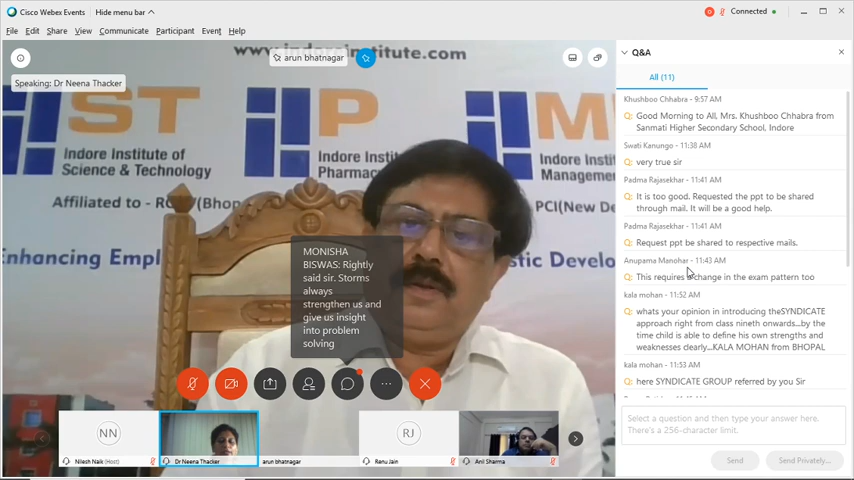 Cisco Webex Events
Hide menu bar
Connected
File Edit Share View Communicate Participant Event Help
arun bhatnagar
Speaking: Dr Neena Thacker
ST
Indore Institute of
Science & Technology
P
Indore Insti
Pharmac
M
Indore Institut
Managemen
Affiliated to -
(Bhop
PCI(New De
Enhancing Empl
stic Develo
MONISHA
BISWAS: Rightly
said sir. Storms
always
strengthen us and
give us insight
into problem
solving
NN
Nilesh Naik (Host)
Dr Neena Thacker
arun bhatnagar
RJ
Renu Jain
Anil Sharma
Q&A
All (11)
Khushboo Chhabra - 9:57 AM
Q: Good Morning to All, Mrs. Khushboo Chhabra from
Sanmati Higher Secondary School, Indore
Swati Kanungo - 11:38 AM
Q: very true sir
Padma Rajasekhar - 11:41 AM
Q: It is too good. Requested the ppt to be shared
through mail. It will be a good help.
Padma Rajasekhar - 11:41 AM
Q: Request ppt be shared to respective mails.
Anupama Manohar - 11:43 AM
Q: This requires change in the exam pattern too
kala mohan - 11:52 AM
Q: whats your opinion in introducing theSYNDICATE
approach right from class nineth onwards...by the
time child is able to define his own strengths and
weaknesses clearly...KALA MOHAN from BHOPAL
kala mohan - 11:53 AM
Q: here SYNDICATE GROUP referred by you Sir
Select a question and then type your answer here.
There's a 256-character limit.
Send
Send Privately...